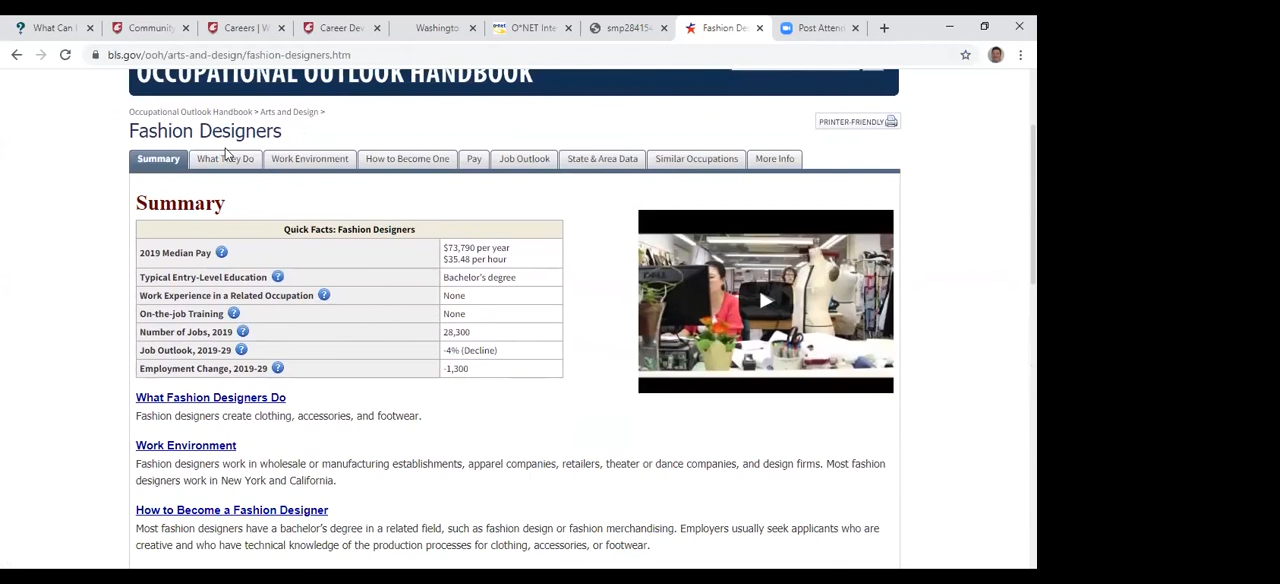 What Can I
Community
Careers | W
Career Dev
Washingto
O*NET Inte
smp284154
Fashion De
Post Atten
bls.gov/ooh/arts-and-design/fashion-designers.htm
OCCUPATIONAL OUTLOOK HANDBOOK
Occupational Outlook Handbook > Arts and Design >
PRINTER-FRIENDLY
Fashion Designers
Summary
What They Do
Work Environment
How to Become One
Pay
Job Outlook
State & Area Data
Similar Occupations
More Info
Summary
Quick Facts: Fashion Designers
2019 Median Pay $73,790 per year
$35.48 per hour
Typical Entry-Level Education Bachelor's degree
Work Experience in a Related Occupation None
On-the-job Training None
Number of Jobs, 2019 28,300
Job Outlook, 2019-29 -4% (Decline)
Employment Change, 2019-29 -1,300
What Fashion Designers Do
Fashion designers create clothing, accessories, and footwear.
Work Environment
Fashion designers work in wholesale or manufacturing establishments, apparel companies, retailers, theater or dance companies, and design firms. Most fashion
designers work in New York and California.
How to Become a Fashion Designer
Most fashion designers have a bachelor's degree in a related field, such as fashion design or fashion merchandising. Employers usually seek applicants who are
creative and who have technical knowledge of the production processes for clothing, accessories, or footwear.